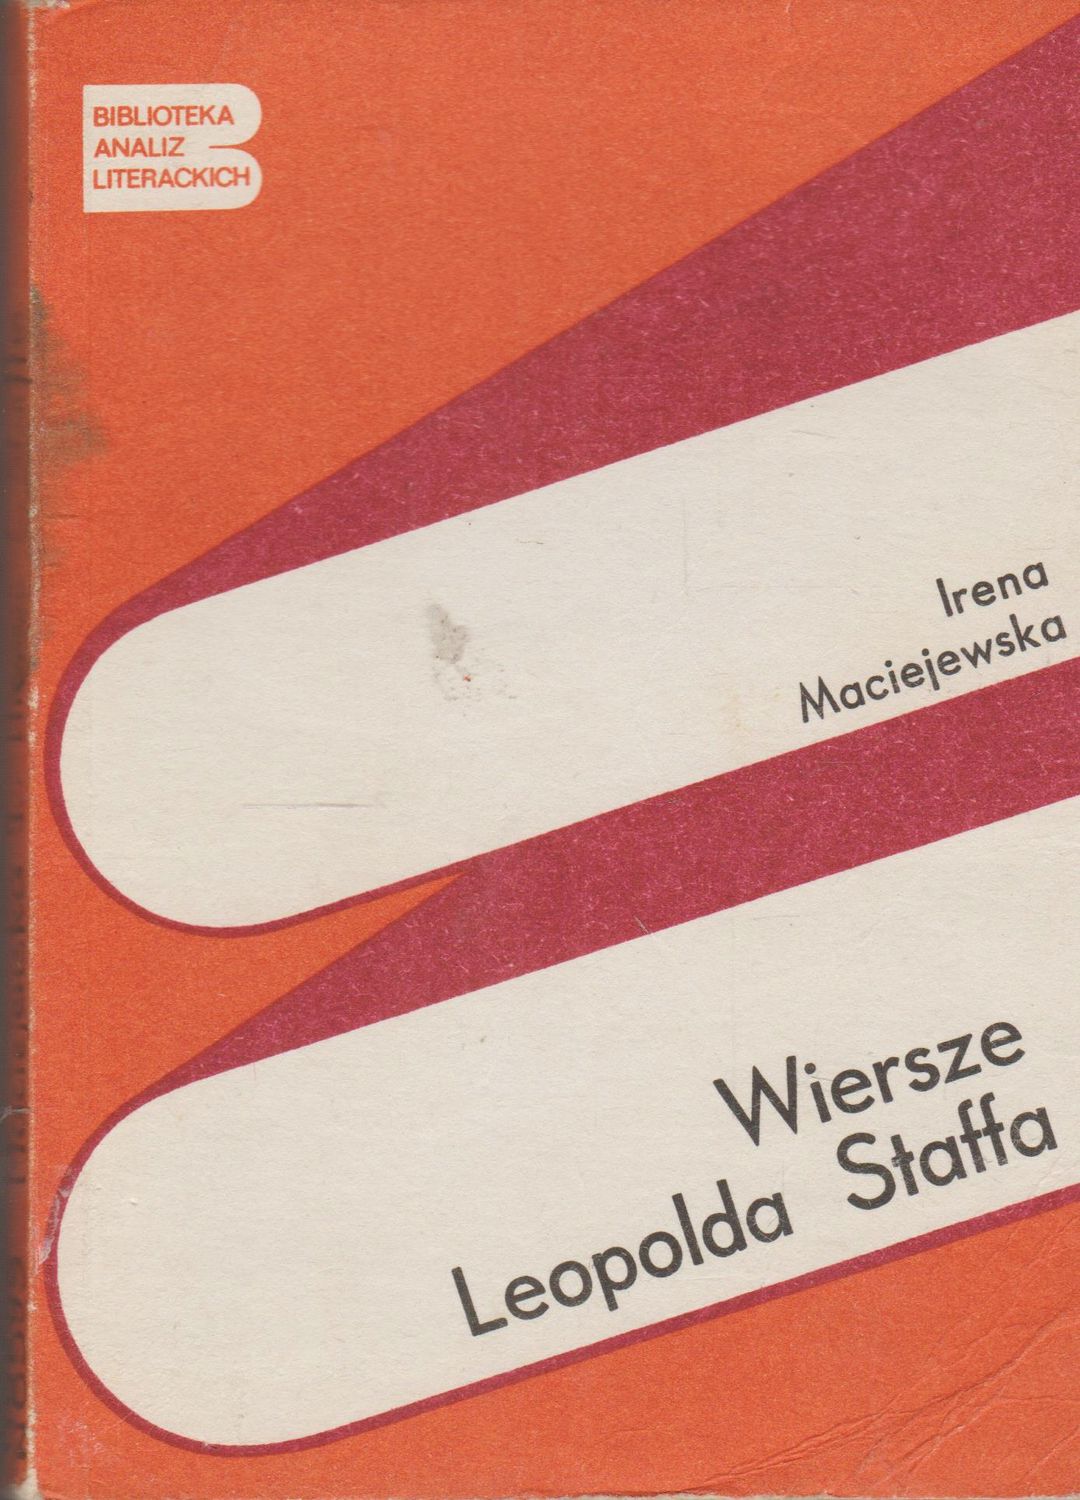 BIBLIOTEKA
ANALIZ
LITERACKICH
Irena
Maciejewska
Wiersze
Leopolda Staffa